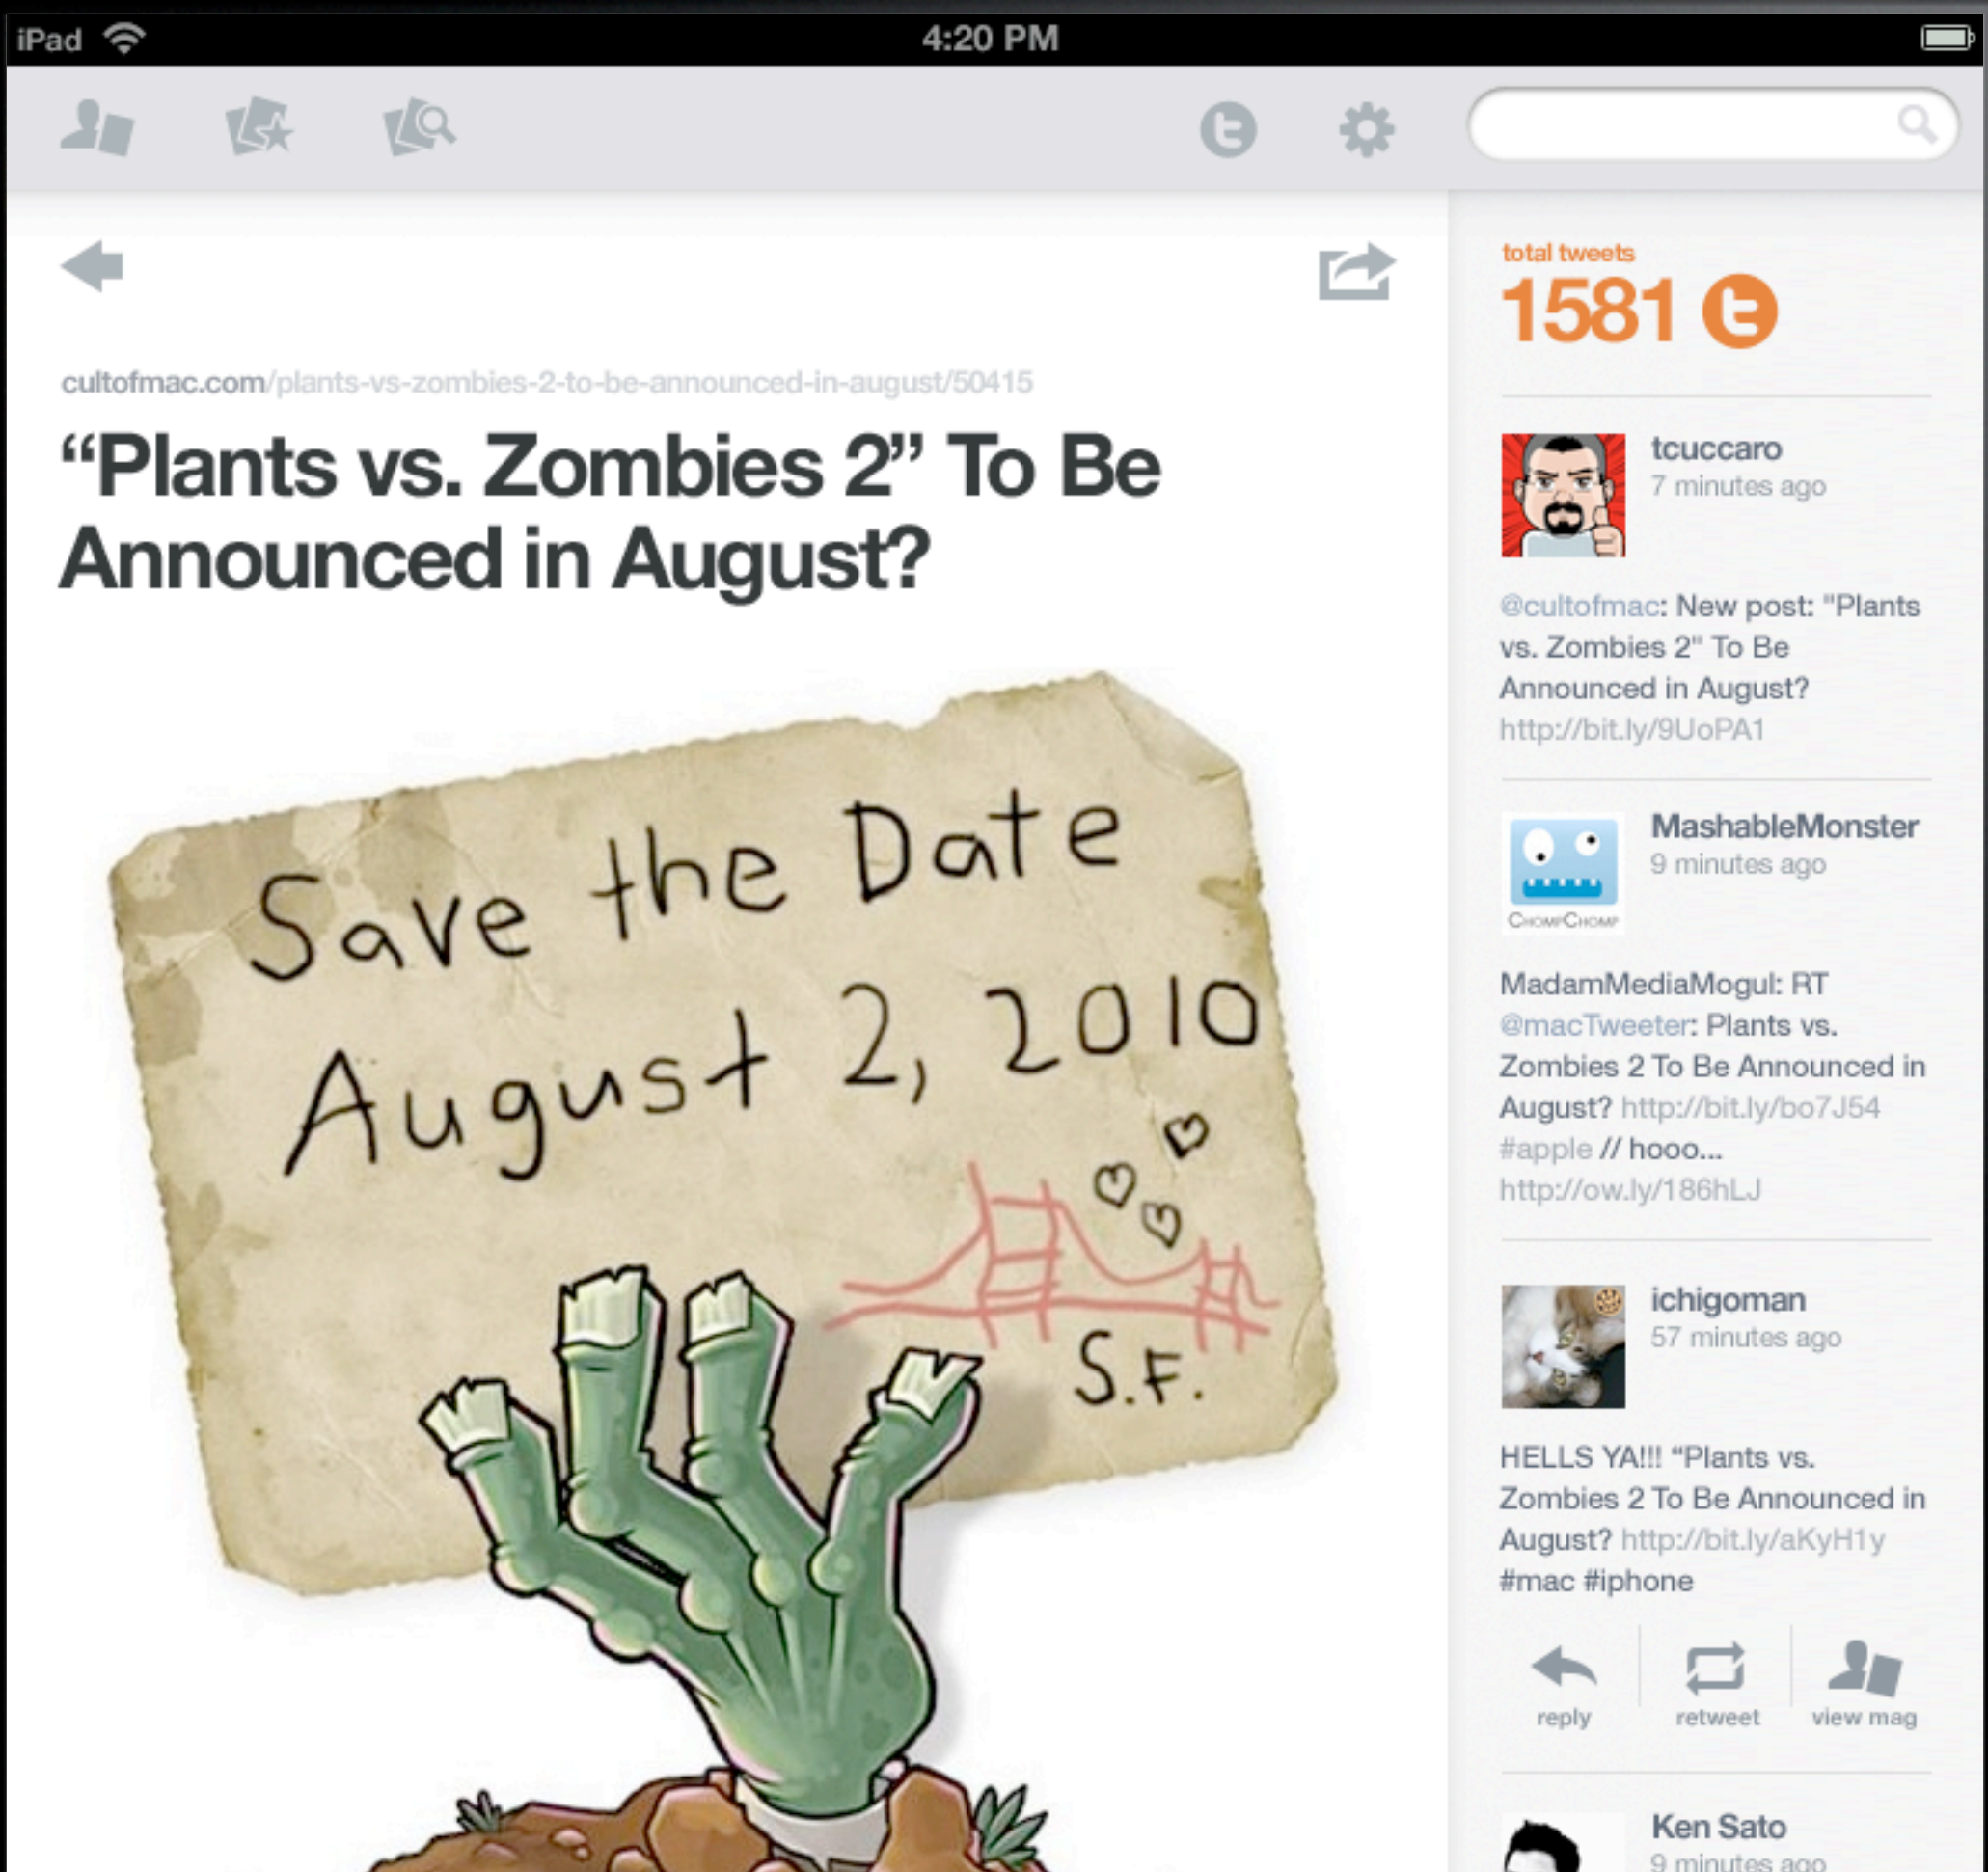 iPad
4:20 PM
cultofmac.com/plants-vs-zombies-2-to-be-announced-in-august/50415
“Plants vs. Zombies 2” To Be
Announced in August?
Save the Date
August 2, 2010
S.F.
total tweets
1581
tcuccaro
7 minutes ago
@cultofmac: New post: "Plants
vs. Zombies 2" To Be
Announced in August?
http://bit.ly/9UoPA1
CHOMPCHOMP
MashableMonster
9 minutes ago
MadamMediaMogul: RT
@macTweeter: Plants vs.
Zombies 2 To Be Announced in
August? http://bit.ly/bo7J54
#apple // hooo...
http://ow.ly/186hLJ
ichigoman
57 minutes ago
HELLS YA!!! “Plants vs.
Zombies 2 To Be Announced in
August? http://bit.ly/aKyH1y
#mac #iphone
reply
retweet
view mag
Ken Sato
9 minutes ago